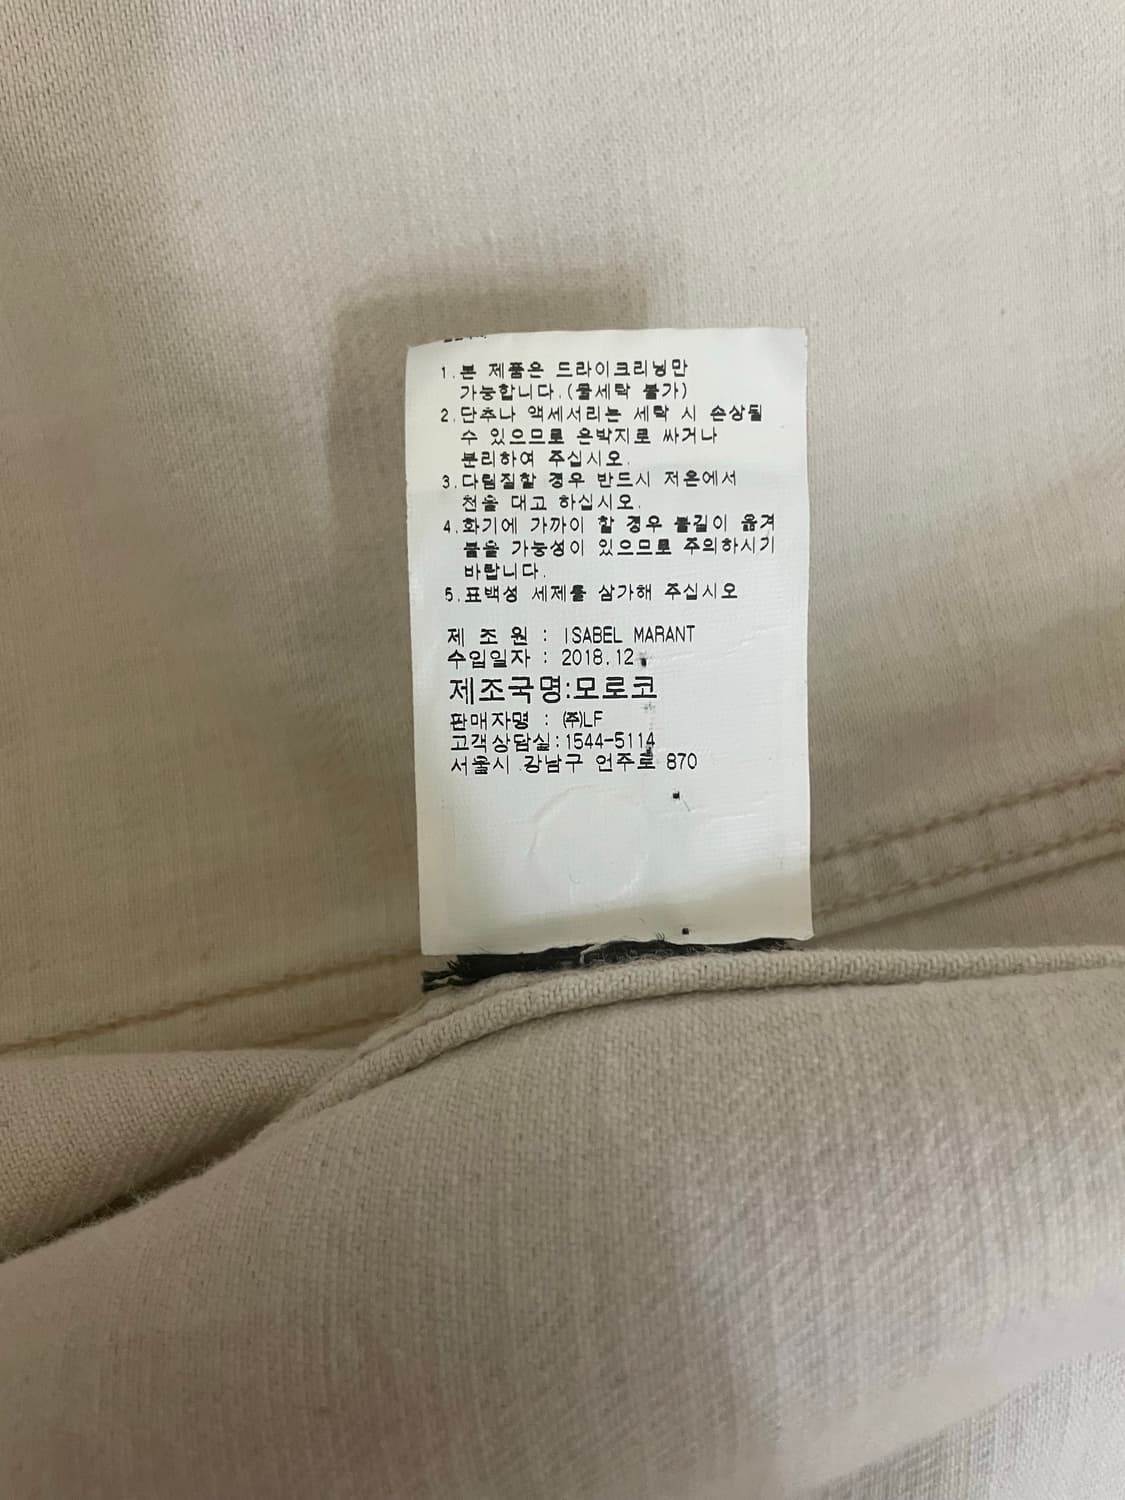 1.본 제품은 드라이크리닝만
가능합니다.(물세탁 불가)
2.단추나 액세서리는 세탁 시 손상될
수 있으므로 은박지로 싸거나
분리하여 주십시오.
3.다림질할 경우 반드시 저온에서
천을 대고 하십시오.
4.화기에 가까이 할 경우 불길이 옮겨
붙을 가능성이 있으므로 주의하시기
바랍니다.
5.표백성 세제를 삼가해 주십시오
제 조 원 : ISABEL MARANT
수입일자 : 2018.12.
제조국명:모로코
판매자명 : ㈜LF
고객상담실:1544-5114
서울시 강남구 언주로 870